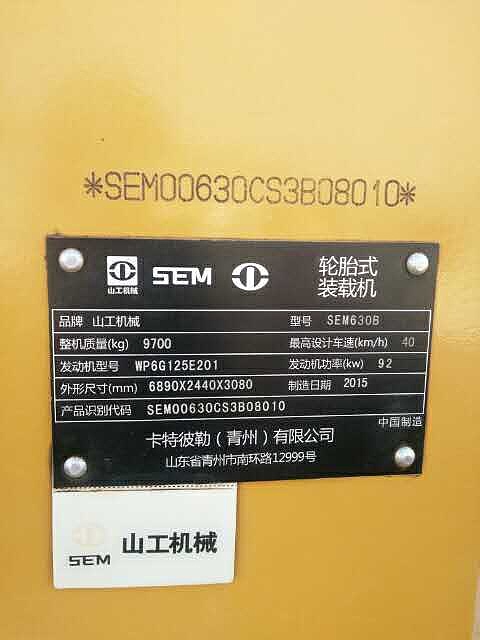 *SEM00630CS3B08010*
山工机械 SEM
轮胎式
装载机
品牌 山工机械 型号 SEM630B
整机质量(kg) 9700 最高设计车速(km/h) 40
发动机型号 WP6G125E201 发动机功率(kw) 92
外形尺寸(mm) 6890X2440X3080 制造日期 2015
产品识别代码 SEM00630CS3B08010
中国制造
卡特彼勒（青州）有限公司
山东省青州市南环路12999号
SEM 山工机械